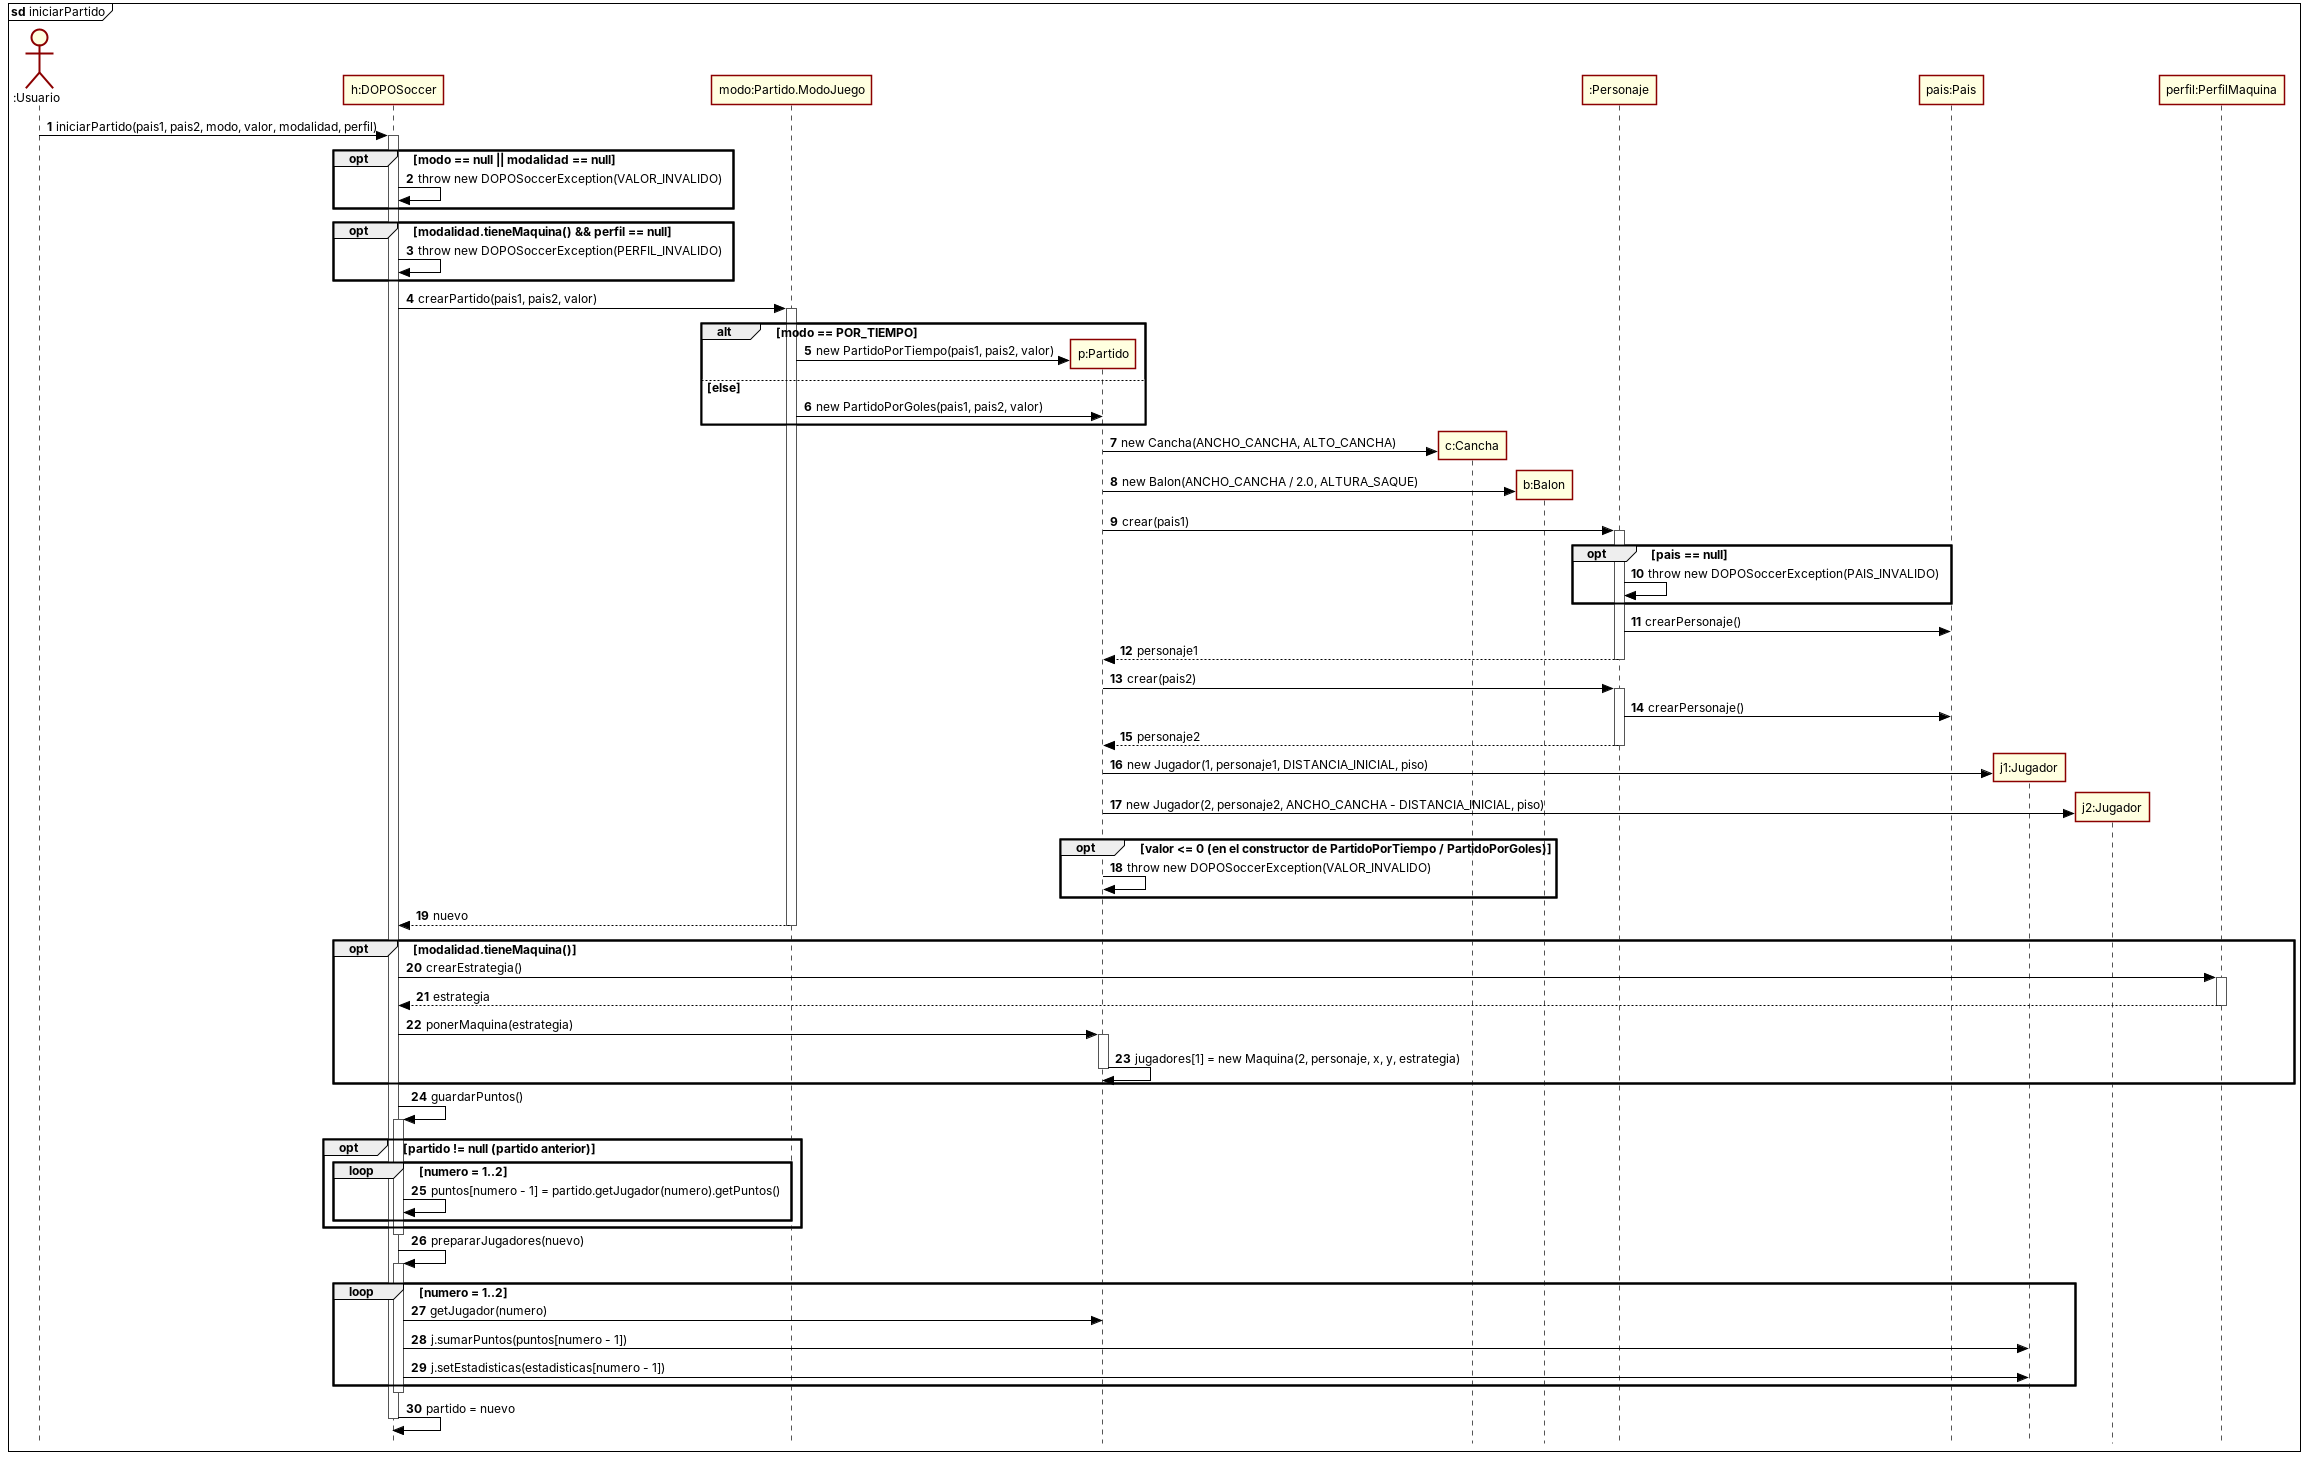 sd iniciarPartido
:Usuario
h:DOPOSoccer
modo:Partido.ModoJuego
:Personaje
pais:Pais
perfil:PerfilMaquina
1 iniciarPartido(pais1, pais2, modo, valor, modalidad, perfil)
opt [modo == null || modalidad == null]
2 throw new DOPOSoccerException(VALOR_INVALIDO)
opt [modalidad.tieneMaquina() && perfil == null]
3 throw new DOPOSoccerException(PERFIL_INVALIDO)
4 crearPartido(pais1, pais2, valor)
alt [modo == POR_TIEMPO]
5 new PartidoPorTiempo(pais1, pais2, valor)
p:Partido
[else]
6 new PartidoPorGoles(pais1, pais2, valor)
7 new Cancha(ANCHO_CANCHA, ALTO_CANCHA)
c:Cancha
8 new Balon(ANCHO_CANCHA / 2.0, ALTURA_SAQUE)
b:Balon
9 crear(pais1)
opt [pais == null]
10 throw new DOPOSoccerException(PAIS_INVALIDO)
11 crearPersonaje()
12 personaje1
13 crear(pais2)
14 crearPersonaje()
15 personaje2
16 new Jugador(1, personaje1, DISTANCIA_INICIAL, piso)
j1:Jugador
17 new Jugador(2, personaje2, ANCHO_CANCHA - DISTANCIA_INICIAL, piso)
j2:Jugador
opt [valor <= 0 (en el constructor de PartidoPorTiempo / PartidoPorGoles)]
18 throw new DOPOSoccerException(VALOR_INVALIDO)
19 nuevo
opt [modalidad.tieneMaquina()]
20 crearEstrategia()
21 estrategia
22 ponerMaquina(estrategia)
23 jugadores[1] = new Maquina(2, personaje, x, y, estrategia)
24 guardarPuntos()
opt [partido != null (partido anterior)]
loop [numero = 1..2]
25 puntos[numero - 1] = partido.getJugador(numero).getPuntos()
26 prepararJugadores(nuevo)
loop [numero = 1..2]
27 getJugador(numero)
28 j.sumarPuntos(puntos[numero - 1])
29 j.setEstadisticas(estadisticas[numero - 1])
30 partido = nuevo